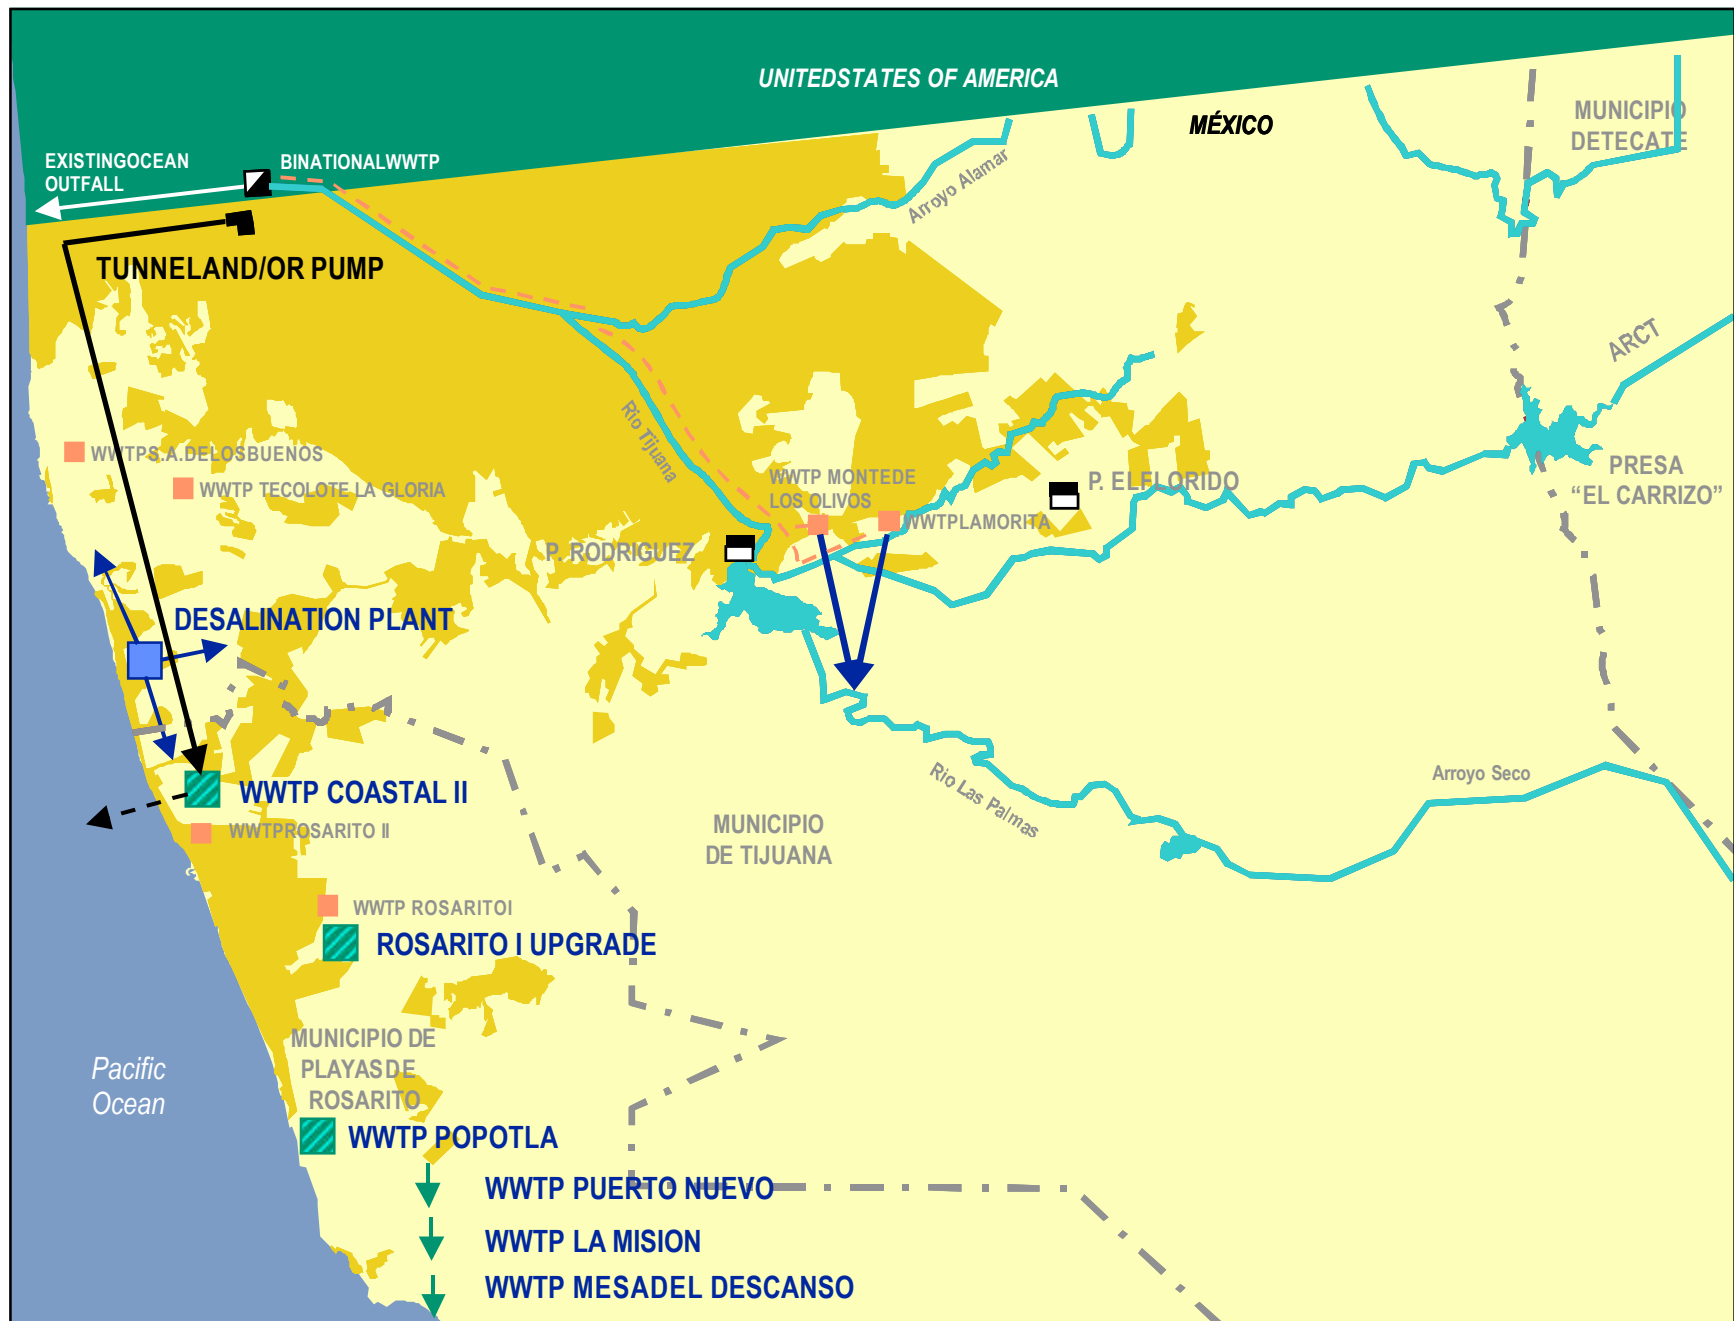 UNITEDSTATES OF AMERICA
MÉXICO
MUNICIPIO
DETECATE
EXISTINGOCEAN
OUTFALL
BINATIONALWWTP
Arroyo Alamar
TUNNELAND/OR PUMP
ARCT
Rio Tijuana
WWTPS.A.DELOSBUENOS
WWTP TECOLOTE LA GLORIA
WWTP MONTEDE
LOS OLIVOS
P. ELFLORIDO
PRESA
“EL CARRIZO”
WWTPLAMORITA
P. RODRIGUEZ
DESALINATION PLANT
WWTP COASTAL II
Rio Las Palmas
Arroyo Seco
WWTPROSARITO II
MUNICIPIO
DE TIJUANA
WWTP ROSARITOI
ROSARITO I UPGRADE
MUNICIPIO DE
PLAYASDE
ROSARITO
Pacific
Ocean
WWTP POPOTLA
WWTP PUERTO NUEVO
WWTP LA MISION
WWTP MESADEL DESCANSO